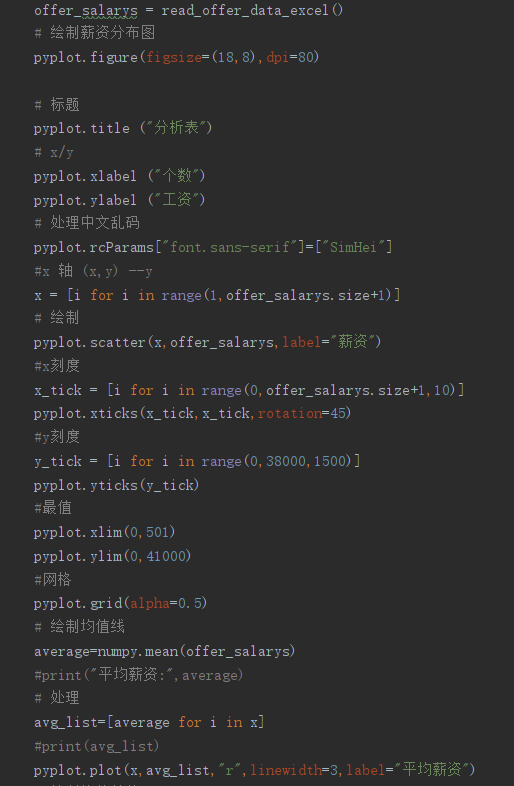 offer_salarys = read_offer_data_excel()
# 绘制薪资分布图
pyplot.figure(figsize=(18,8),dpi=80)
# 标题
pyplot.title ("分析表")
# x/y
pyplot.xlabel ("个数")
pyplot.ylabel ("工资")
# 处理中文乱码
pyplot.rcParams["font.sans-serif"]=["SimHei"]
#x 轴 (x,y) --y
x = [i for i in range(1,offer_salarys.size+1)]
# 绘制
pyplot.scatter(x,offer_salarys,label="薪资")
#x刻度
x_tick = [i for i in range(0,offer_salarys.size+1,10)]
pyplot.xticks(x_tick,x_tick,rotation=45)
#y刻度
y_tick = [i for i in range(0,38000,1500)]
pyplot.yticks(y_tick)
#最值
pyplot.xlim(0,501)
pyplot.ylim(0,41000)
#网格
pyplot.grid(alpha=0.5)
# 绘制均值线
average=numpy.mean(offer_salarys)
#print("平均薪资:",average)
# 处理
avg_list=[average for i in x]
#print(avg_list)
pyplot.plot(x,avg_list,"r",linewidth=3,label="平均薪资")